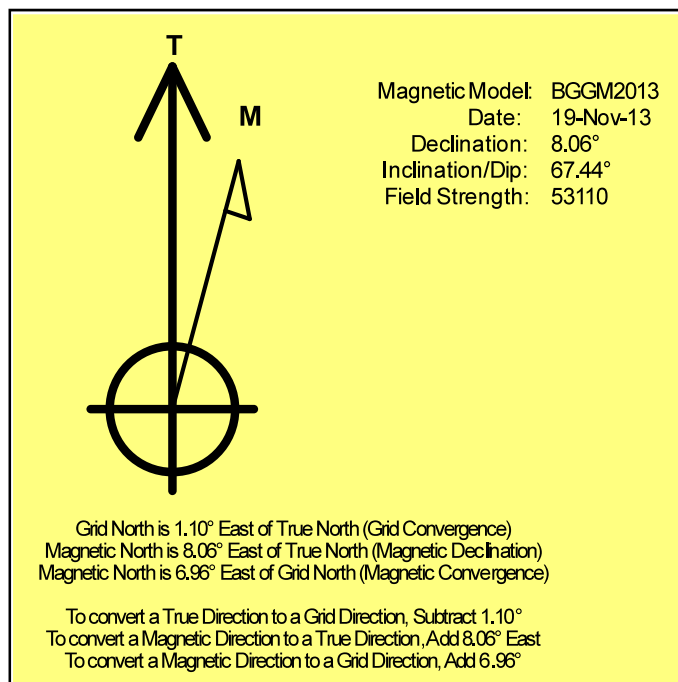 T
M
Magnetic Model: BGGM2013
Date: 19-Nov-13
Declination: 8.06°
Inclination/Dip: 67.44°
Field Strength: 53110
Grid North is 1.10° East of True North (Grid Convergence)
Magnetic North is 8.06° East of True North (Magnetic Declination)
Magnetic North is 6.96° East of Grid North (Magnetic Convergence)
To convert a True Direction to a Grid Direction, Subtract 1.10°
To convert a Magnetic Direction to a True Direction, Add 8.06° East
To convert a Magnetic Direction to a Grid Direction, Add 6.96°